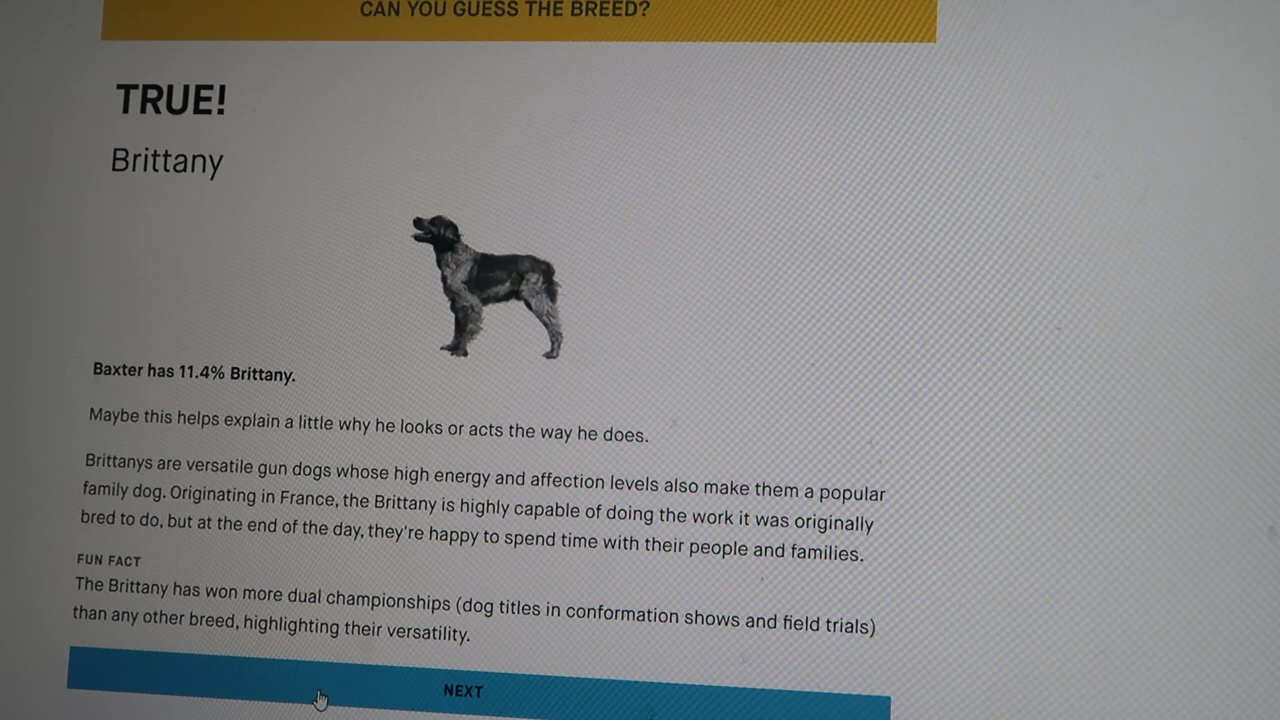 CAN YOU GUESS THE BREED?
TRUE!
Brittany
Baxter has 11.4% Brittany.
Maybe this helps explain a little why he looks or acts the way he does.
Brittanys are versatile gun dogs whose high energy and affection levels also make them a popular
family dog. Originating in France, the Brittany is highly capable of doing the work it was originally
bred to do, but at the end of the day, they're happy to spend time with their people and families.
FUN FACT
The Brittany has won more dual championships (dog titles in conformation shows and field trials)
than any other breed, highlighting their versatility.
NEXT